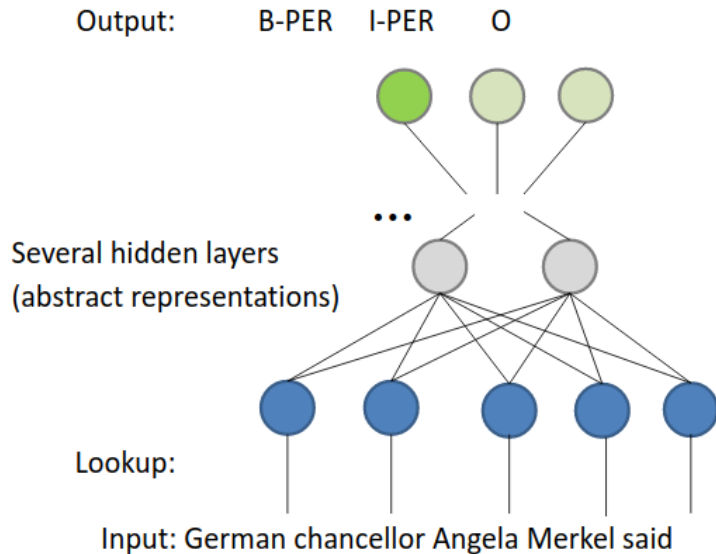 Output: B-PER I-PER O
...
Several hidden layers
(abstract representations)
Lookup:
Input: German chancellor Angela Merkel said